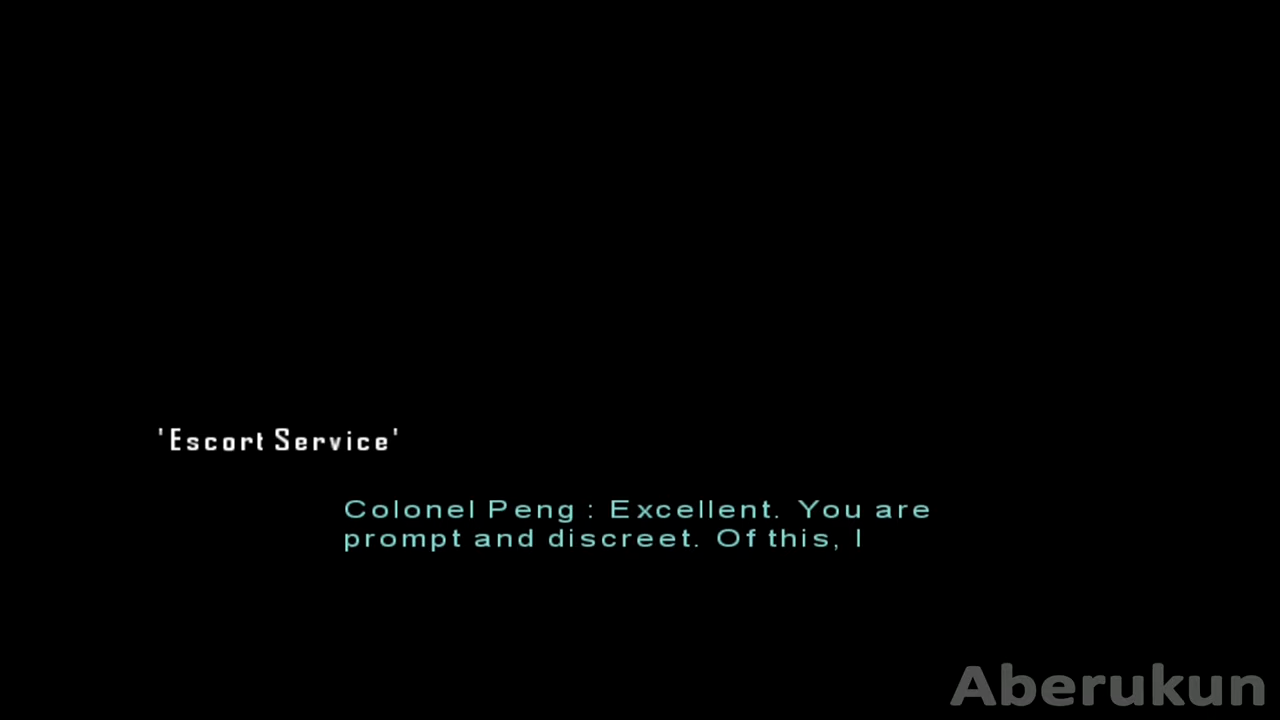 'Escort Service'
Colonel Peng : Excellent. You are
prompt and discreet. Of this, I
Aberukun